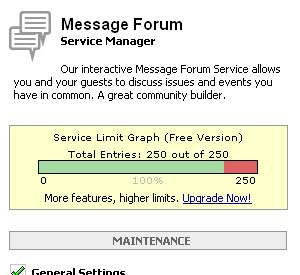 Message Forum
Service Manager
Our interactive Message Forum Service allows
you and your guests to discuss issues and events you
have in common. A great community builder.
Service Limit Graph (Free Version)
Total Entries: 250 out of 250
0 100% 250
More features, higher limits. Upgrade Now!
MAINTENANCE
General Settings